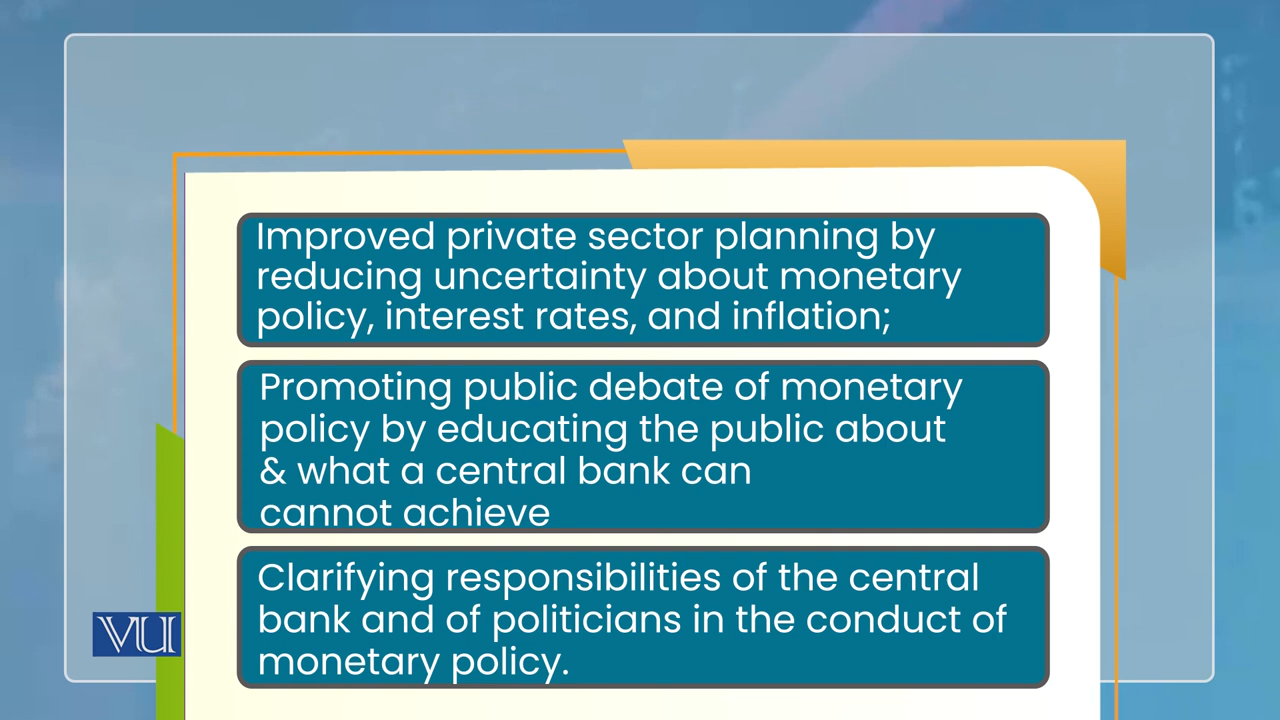 Improved private sector planning by
reducing uncertainty about monetary
policy, interest rates, and inflation;
Promoting public debate of monetary
policy by educating the public about
& what a central bank can
cannot achieve
Clarifying responsibilities of the central
bank and of politicians in the conduct of
monetary policy.
VU